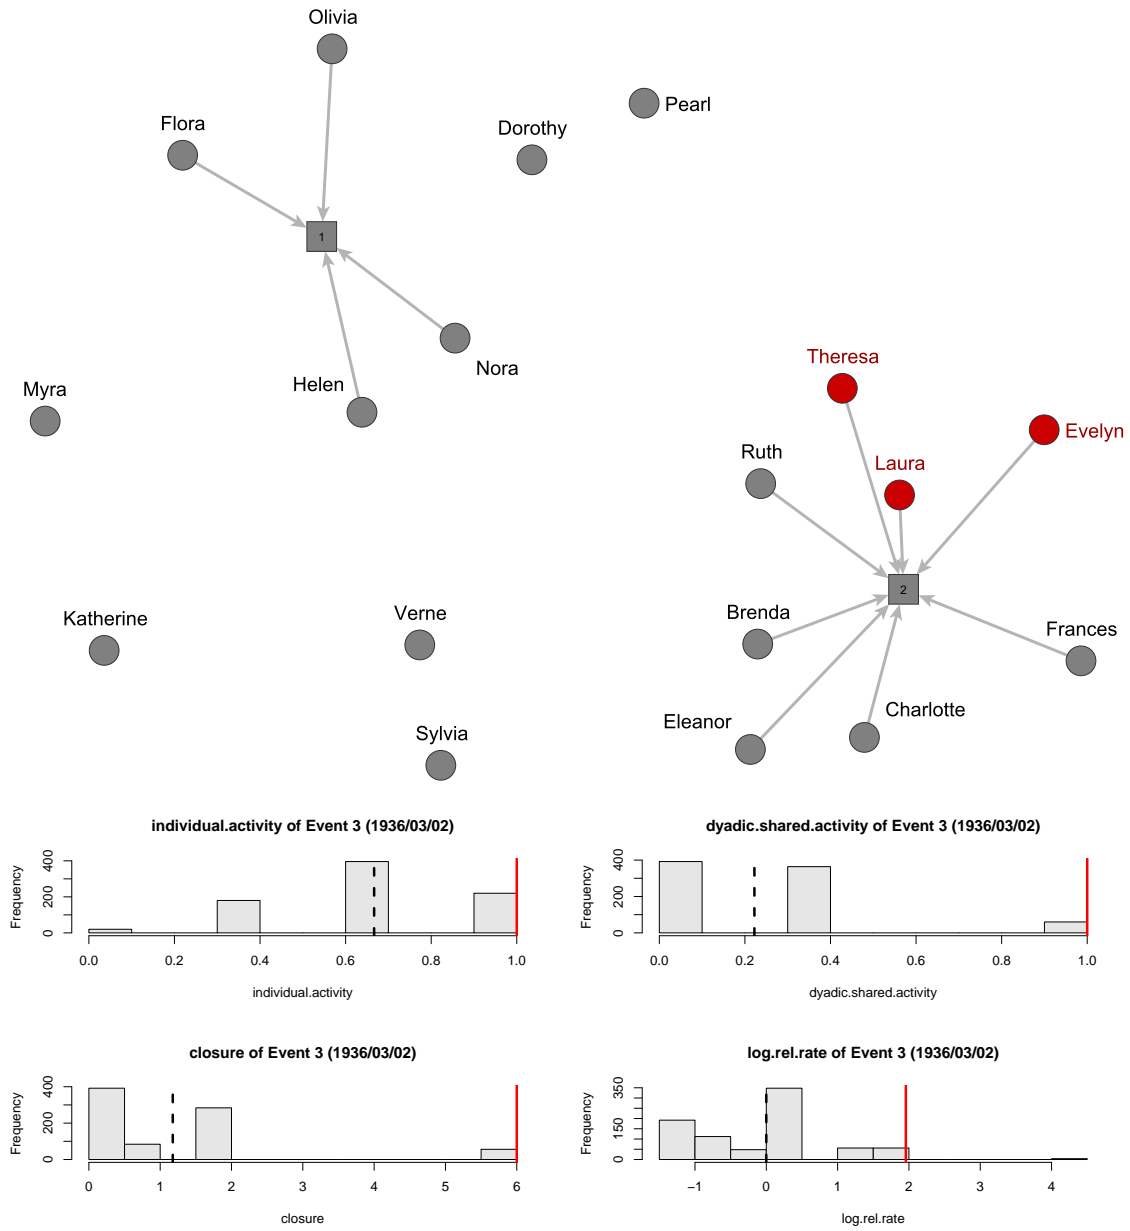 Olivia
Pearl
Flora
Dorothy
1
Theresa
Nora
Helen
Myra
Evelyn
Ruth
Laura
2
Brenda
Verne
Katherine
Frances
Charlotte
Eleanor
Sylvia
individual.activity of Event 3 (1936/03/02)
Frequency
0 200 400
0.0 0.2 0.4 0.6 0.8 1.0
individual.activity
dyadic.shared.activity of Event 3 (1936/03/02)
Frequency
0 200 400
0.0 0.2 0.4 0.6 0.8 1.0
dyadic.shared.activity
closure of Event 3 (1936/03/02)
Frequency
0 200 400
0 1 2 3 4 5 6
closure
log.rel.rate of Event 3 (1936/03/02)
Frequency
0 150 350
−1 0 1 2 3 4
log.rel.rate